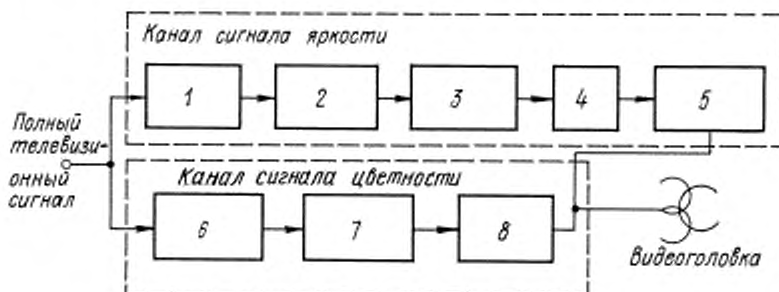 Канал сигнала яркости
1 2 3 4 5
Полный
телевизи-
онный
сигнал
Канал сигнала цветности
6 7 8
Видеоголовка